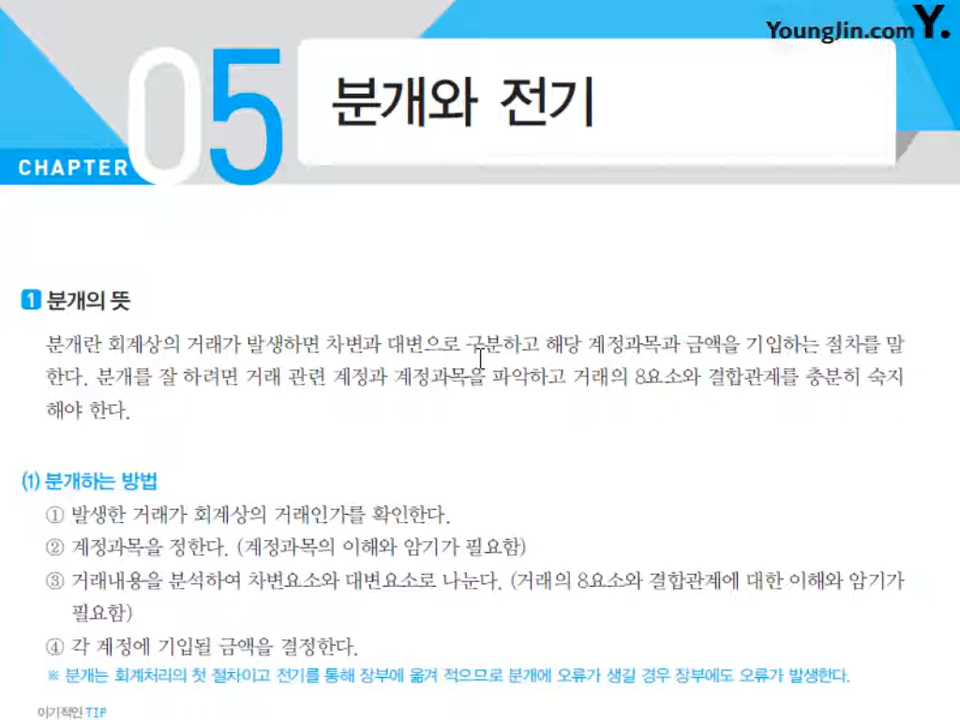 YoungJin.com Y.
CHAPTER 05 분개와 전기
1 분개의 뜻
분개란 회계상의 거래가 발생하면 차변과 대변으로 구분하고 해당 계정과목과 금액을 기입하는 절차를 말
한다. 분개를 잘 하려면 거래 관련 계정과 계정과목을 파악하고 거래의 8요소와 결합관계를 충분히 숙지
해야 한다.
(1) 분개하는 방법
① 발생한 거래가 회계상의 거래인가를 확인한다.
② 계정과목을 정한다. (계정과목의 이해와 암기가 필요함)
③ 거래내용을 분석하여 차변요소와 대변요소로 나눈다. (거래의 8요소와 결합관계에 대한 이해와 암기가
필요함)
④ 각 계정에 기입될 금액을 결정한다.
※ 분개는 회계처리의 첫 절차이고 전기를 통해 장부에 옮겨 적으므로 분개에 오류가 생길 경우 장부에도 오류가 발생한다.
이기적인 TIP